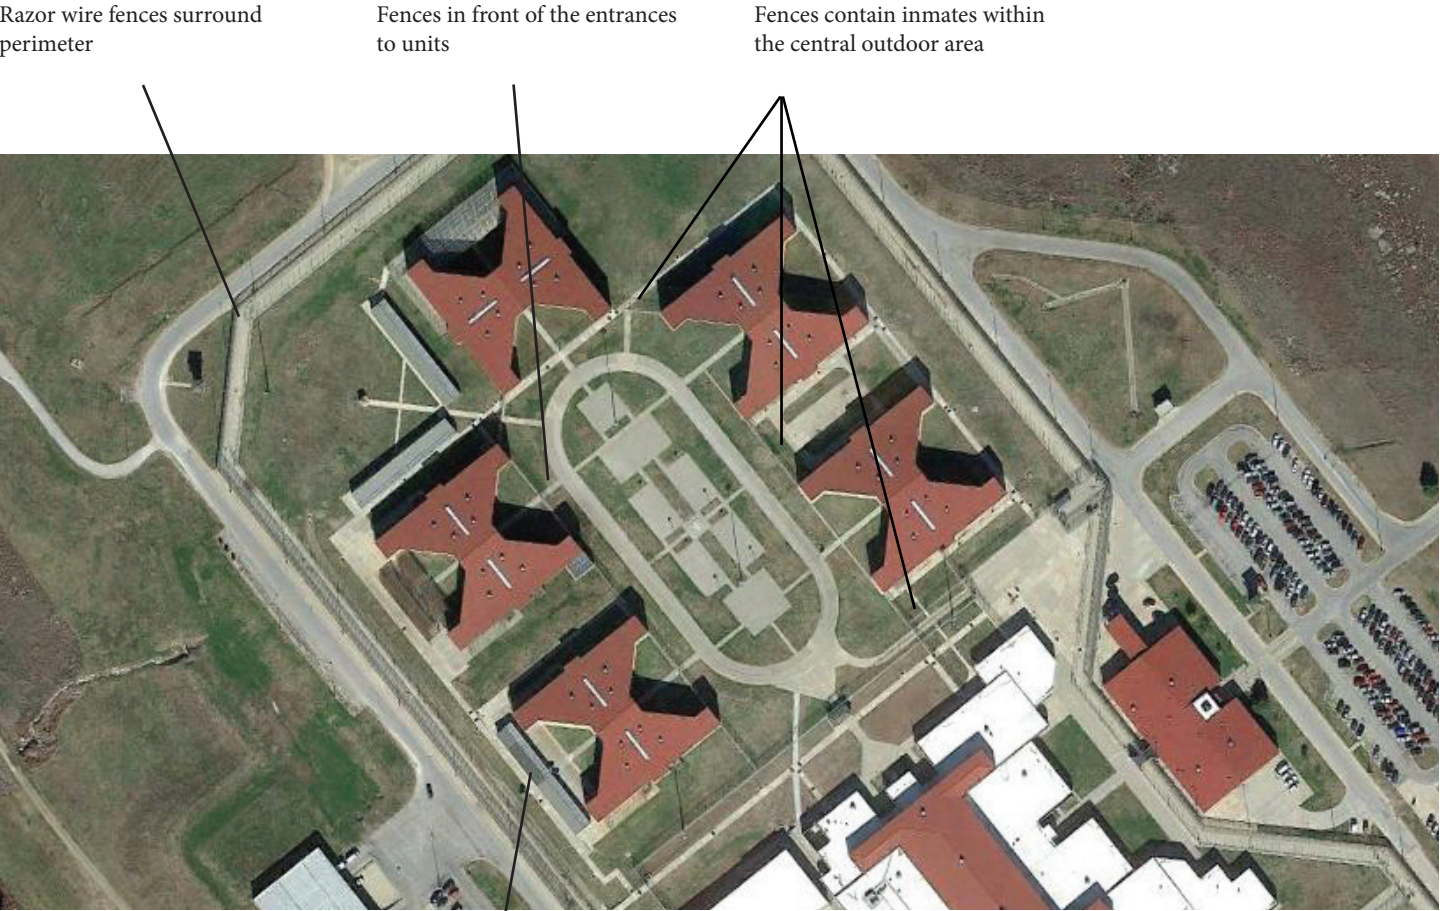 Razor wire fences surround
perimeter
Fences in front of the entrances
to units
Fences contain inmates within
the central outdoor area